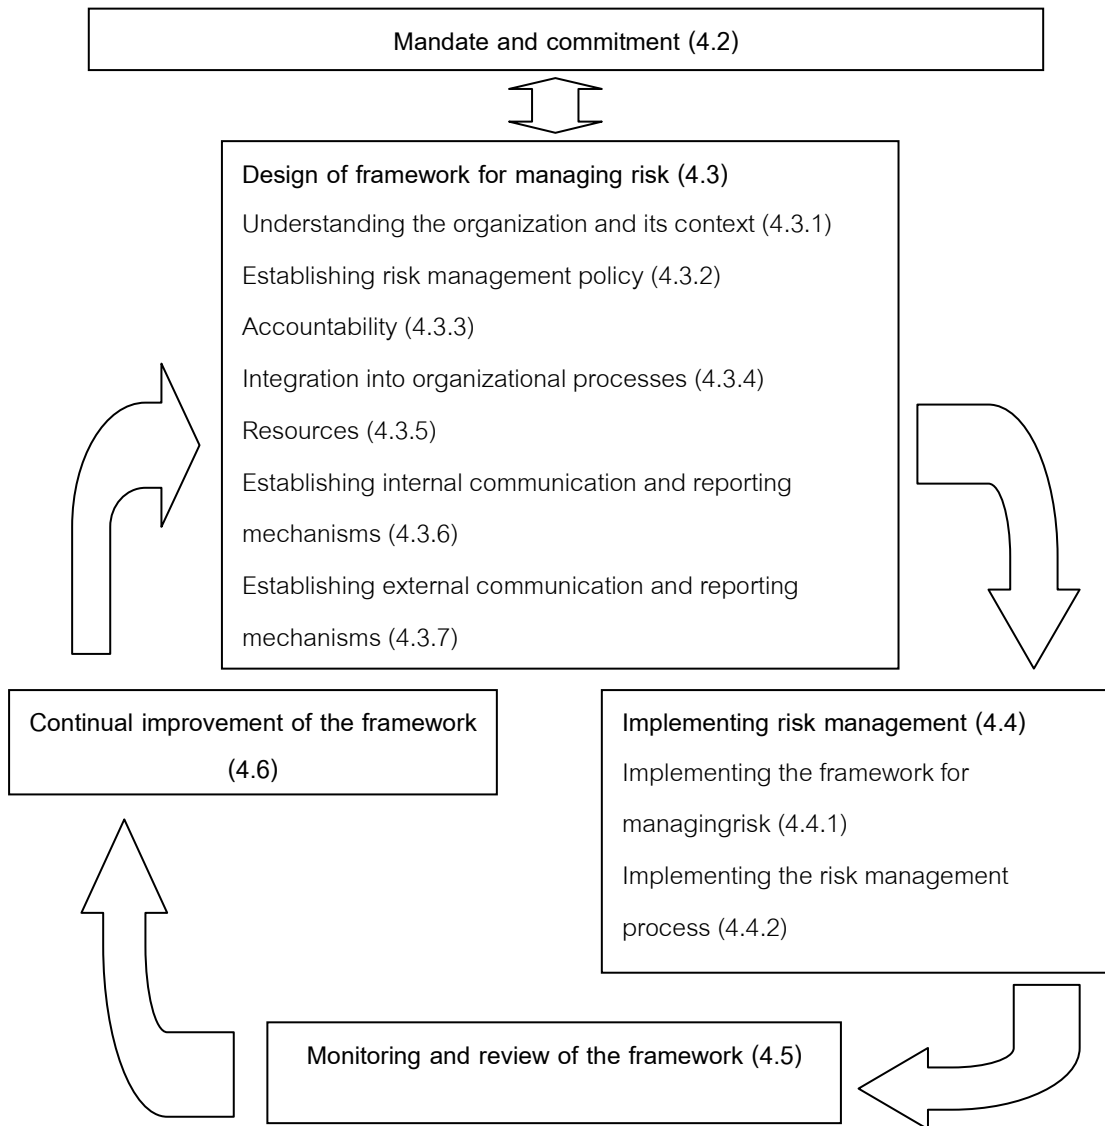 Mandate and commitment (4.2)
Design of framework for managing risk (4.3)
Understanding the organization and its context (4.3.1)
Establishing risk management policy (4.3.2)
Accountability (4.3.3)
Integration into organizational processes (4.3.4)
Resources (4.3.5)
Establishing internal communication and reporting
mechanisms (4.3.6)
Establishing external communication and reporting
mechanisms (4.3.7)
Continual improvement of the framework
(4.6)
Implementing risk management (4.4)
Implementing the framework for
managingrisk (4.4.1)
Implementing the risk management
process (4.4.2)
Monitoring and review of the framework (4.5)